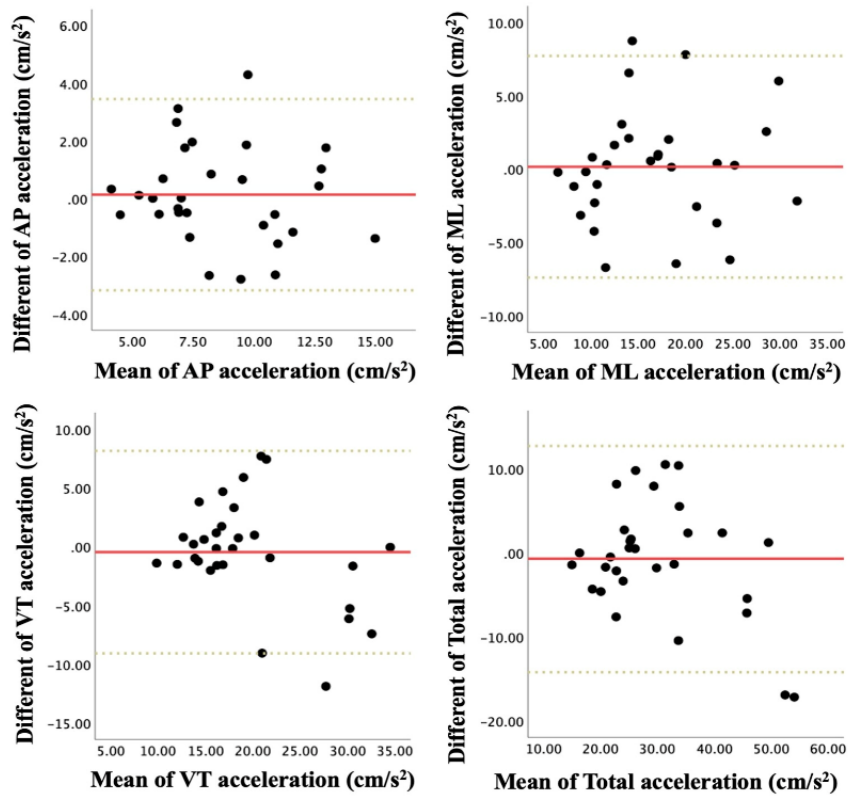 Different of AP acceleration (cm/s²)
6.00
4.00
2.00
.00
−2.00
−4.00
5.00 7.50 10.00 12.50 15.00
Mean of AP acceleration (cm/s²)
Different of ML acceleration (cm/s²)
10.00
5.00
.00
−5.00
−10.00
5.00 10.00 15.00 20.00 25.00 30.00 35.00
Mean of ML acceleration (cm/s²)
Different of VT acceleration (cm/s²)
10.00
5.00
.00
−5.00
−10.00
−15.00
5.00 10.00 15.00 20.00 25.00 30.00 35.00
Mean of VT acceleration (cm/s²)
Different of Total acceleration (cm/s²)
10.00
.00
−10.00
−20.00
10.00 20.00 30.00 40.00 50.00 60.00
Mean of Total acceleration (cm/s²)